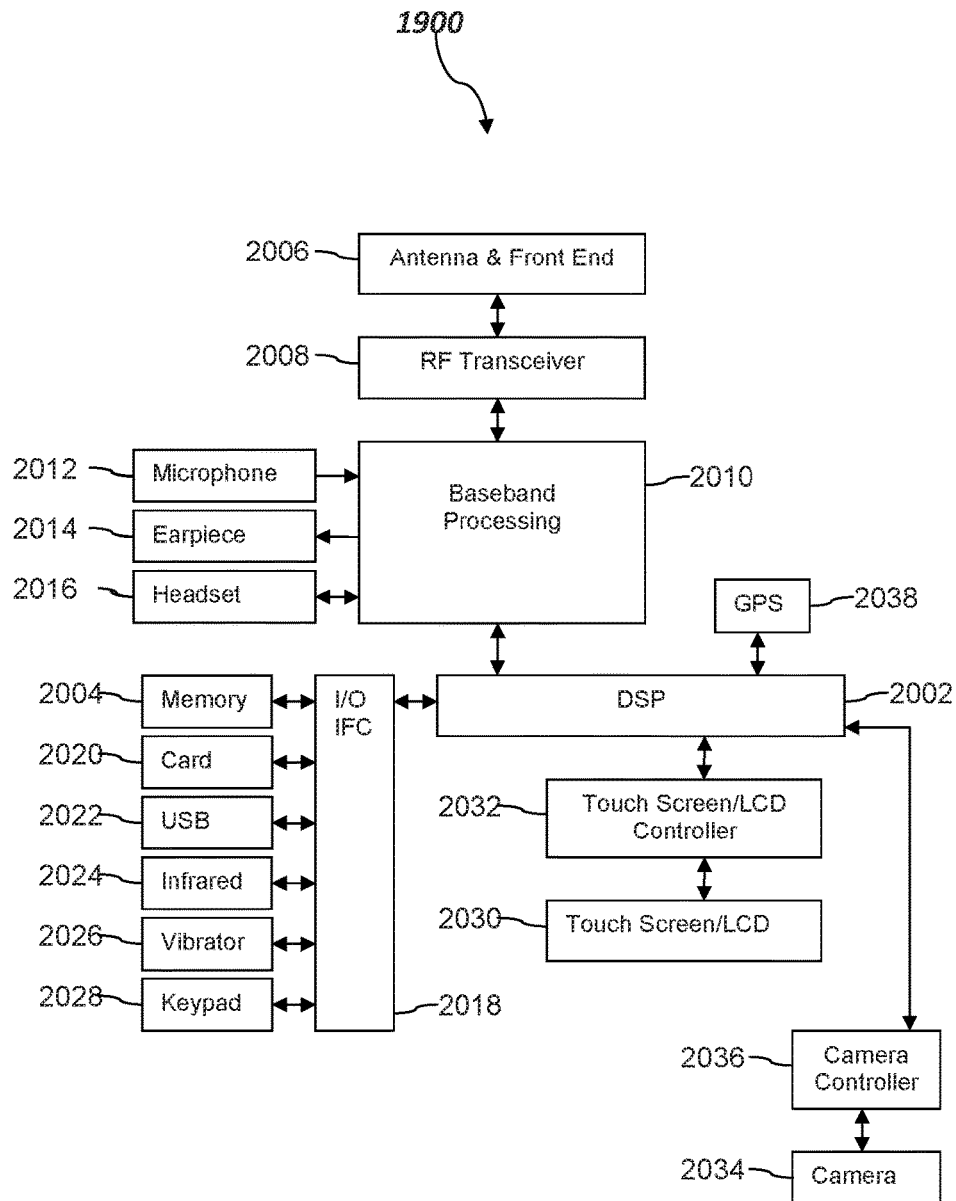 1900
2006
Antenna & Front End
2008
RF Transceiver
2012
Microphone
Baseband
Processing
2010
2014
Earpiece
2016
Headset
GPS
2038
2004
Memory
I/O
IFC
DSP
2002
2020
Card
2022
USB
2032
Touch Screen/LCD
Controller
2024
Infrared
2030
Touch Screen/LCD
2026
Vibrator
2028
Keypad
2018
2036
Camera
Controller
2034
Camera